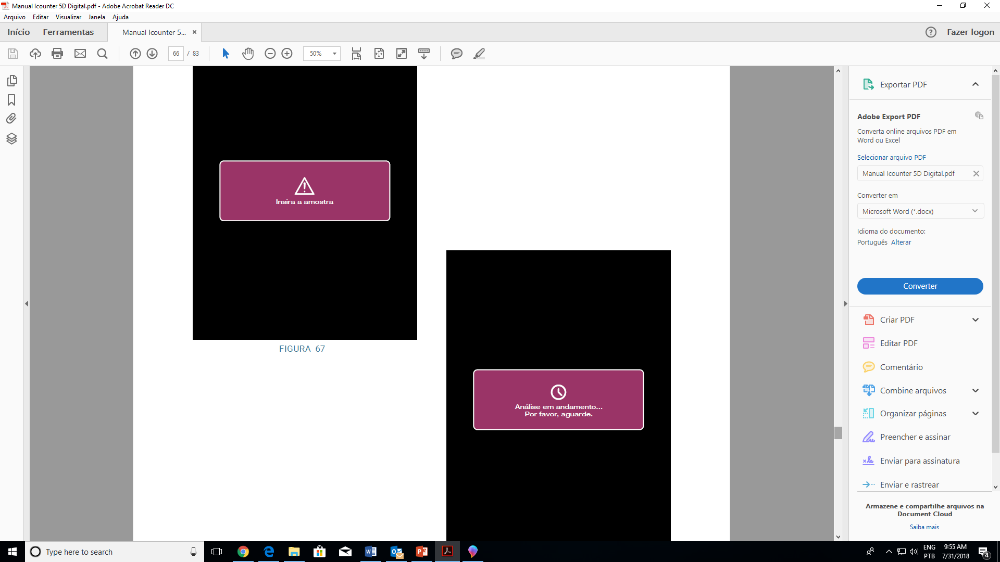 Manual Icounter 5D Digital.pdf - Adobe Acrobat Reader DC
Arquivo Editar Visualizar Janela Ajuda
Início Ferramentas Manual Icounter 5... × ? Fazer logon
66 / 83 50%
Insira a amostra
FIGURA 67
Análise em andamento...
Por favor, aguarde.
Exportar PDF
Adobe Export PDF
Converta online arquivos PDF em
Word ou Excel
Selecionar arquivo PDF
Manual Icounter 5D Digital.pdf
Converter em
Microsoft Word (*.docx)
Idioma do documento:
Português Alterar
Converter
Criar PDF
Editar PDF
Comentário
Combine arquivos
Organizar páginas
Preencher e assinar
Enviar para assinatura
Enviar e rastrear
Armazene e compartilhe arquivos na
Document Cloud
Saiba mais
Type here to search
ENG
PTB
9:55 AM
7/31/2018
4